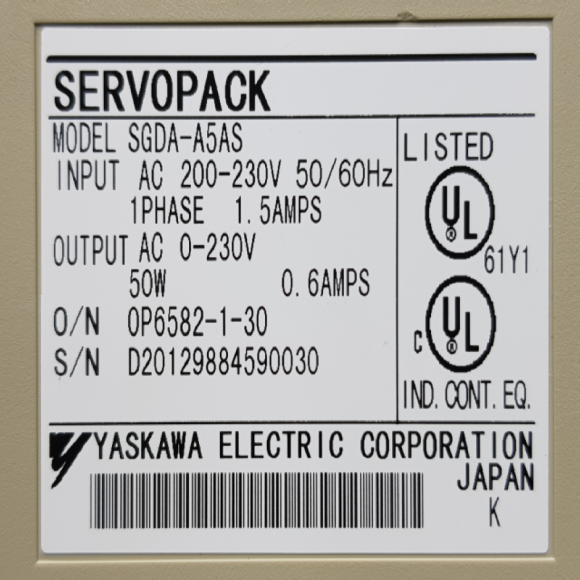 SERVOPACK
MODEL SGDA-A5AS
INPUT AC 200-230V 50/60Hz
1PHASE 1.5AMPS
OUTPUT AC 0-230V
50W 0.6AMPS
O/N OP6582-1-30
S/N D20129884590030
LISTED
UL
61Y1
C UL
IND. CONT. EQ.
YASKAWA ELECTRIC CORPORATION
JAPAN
K